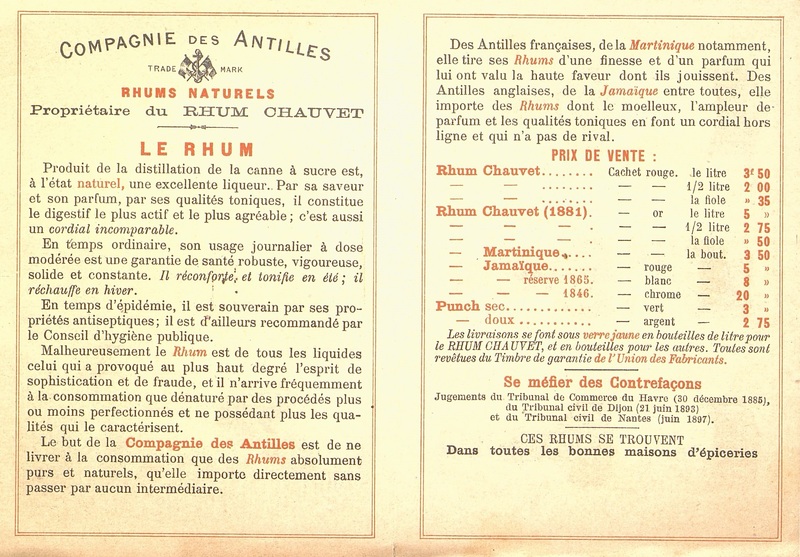 COMPAGNIE DES ANTILLES
TRADE MARK
RHUMS NATURELS
Propriétaire du RHUM CHAUVET
LE RHUM
Produit de la distillation de la canne à sucre est,
à l'état naturel, une excellente liqueur. Par sa saveur
et son parfum, par ses qualités toniques, il constitue
le digestif le plus actif et le plus agréable ; c'est aussi
un cordial incomparable.
En temps ordinaire, son usage journalier à dose
modérée est une garantie de santé robuste, vigoureuse,
solide et constante. Il réconforte et tonifie en été ; il
réchauffe en hiver.
En temps d'épidémie, il est souverain par ses pro-
priétés antiseptiques ; il est d'ailleurs recommandé par
le Conseil d'hygiène publique.
Malheureusement le Rhum est de tous les liquides
celui qui a provoqué au plus haut degré l'esprit de
sophistication et de fraude, et il n'arrive fréquemment
à la consommation que dénaturé par des procédés plus
ou moins perfectionnés et ne possédant plus les qua-
lités qui le caractérisent.
Le but de la Compagnie des Antilles est de ne
livrer à la consommation que des Rhums absolument
purs et naturels, qu'elle importe directement sans
passer par aucun intermédiaire.
Des Antilles françaises, de la Martinique notamment,
elle tire ses Rhums d'une finesse et d'un parfum qui
lui ont valu la haute faveur dont ils jouissent. Des
Antilles anglaises, de la Jamaïque entre toutes, elle
importe des Rhums dont le moelleux, l'ampleur de
parfum et les qualités toniques en font un cordial hors
ligne et qui n'a pas de rival.
PRIX DE VENTE :
Rhum Chauvet........ Cachet rouge. le litre 3f 50
— — ........ — — 1/2 litre 2 00
— — ........ — — la fiole » 35
Rhum Chauvet (1881). — or le litre 5 »
— — — . — — 1/2 litre 2 75
— — — . — — la fiole » 50
— Martinique..... — — la bout. 3 50
— Jamaïque....... — rouge — 5 »
— — réserve 1865. — blanc — 8 »
— — — 1846. — chrome — 20 »
Punch sec............. — vert — 3 »
— doux ........... — argent — 2 75
Les livraisons se font sous verre jaune en bouteilles de litre pour
le RHUM CHAUVET, et en bouteilles pour les autres. Toutes sont
revêtues du Timbre de garantie de l'Union des Fabricants.
Se méfier des Contrefaçons
Jugements du Tribunal de Commerce du Havre (30 décembre 1885),
du Tribunal civil de Dijon (21 juin 1893)
et du Tribunal civil de Nantes (juin 1897).
CES RHUMS SE TROUVENT
Dans toutes les bonnes maisons d'épiceries